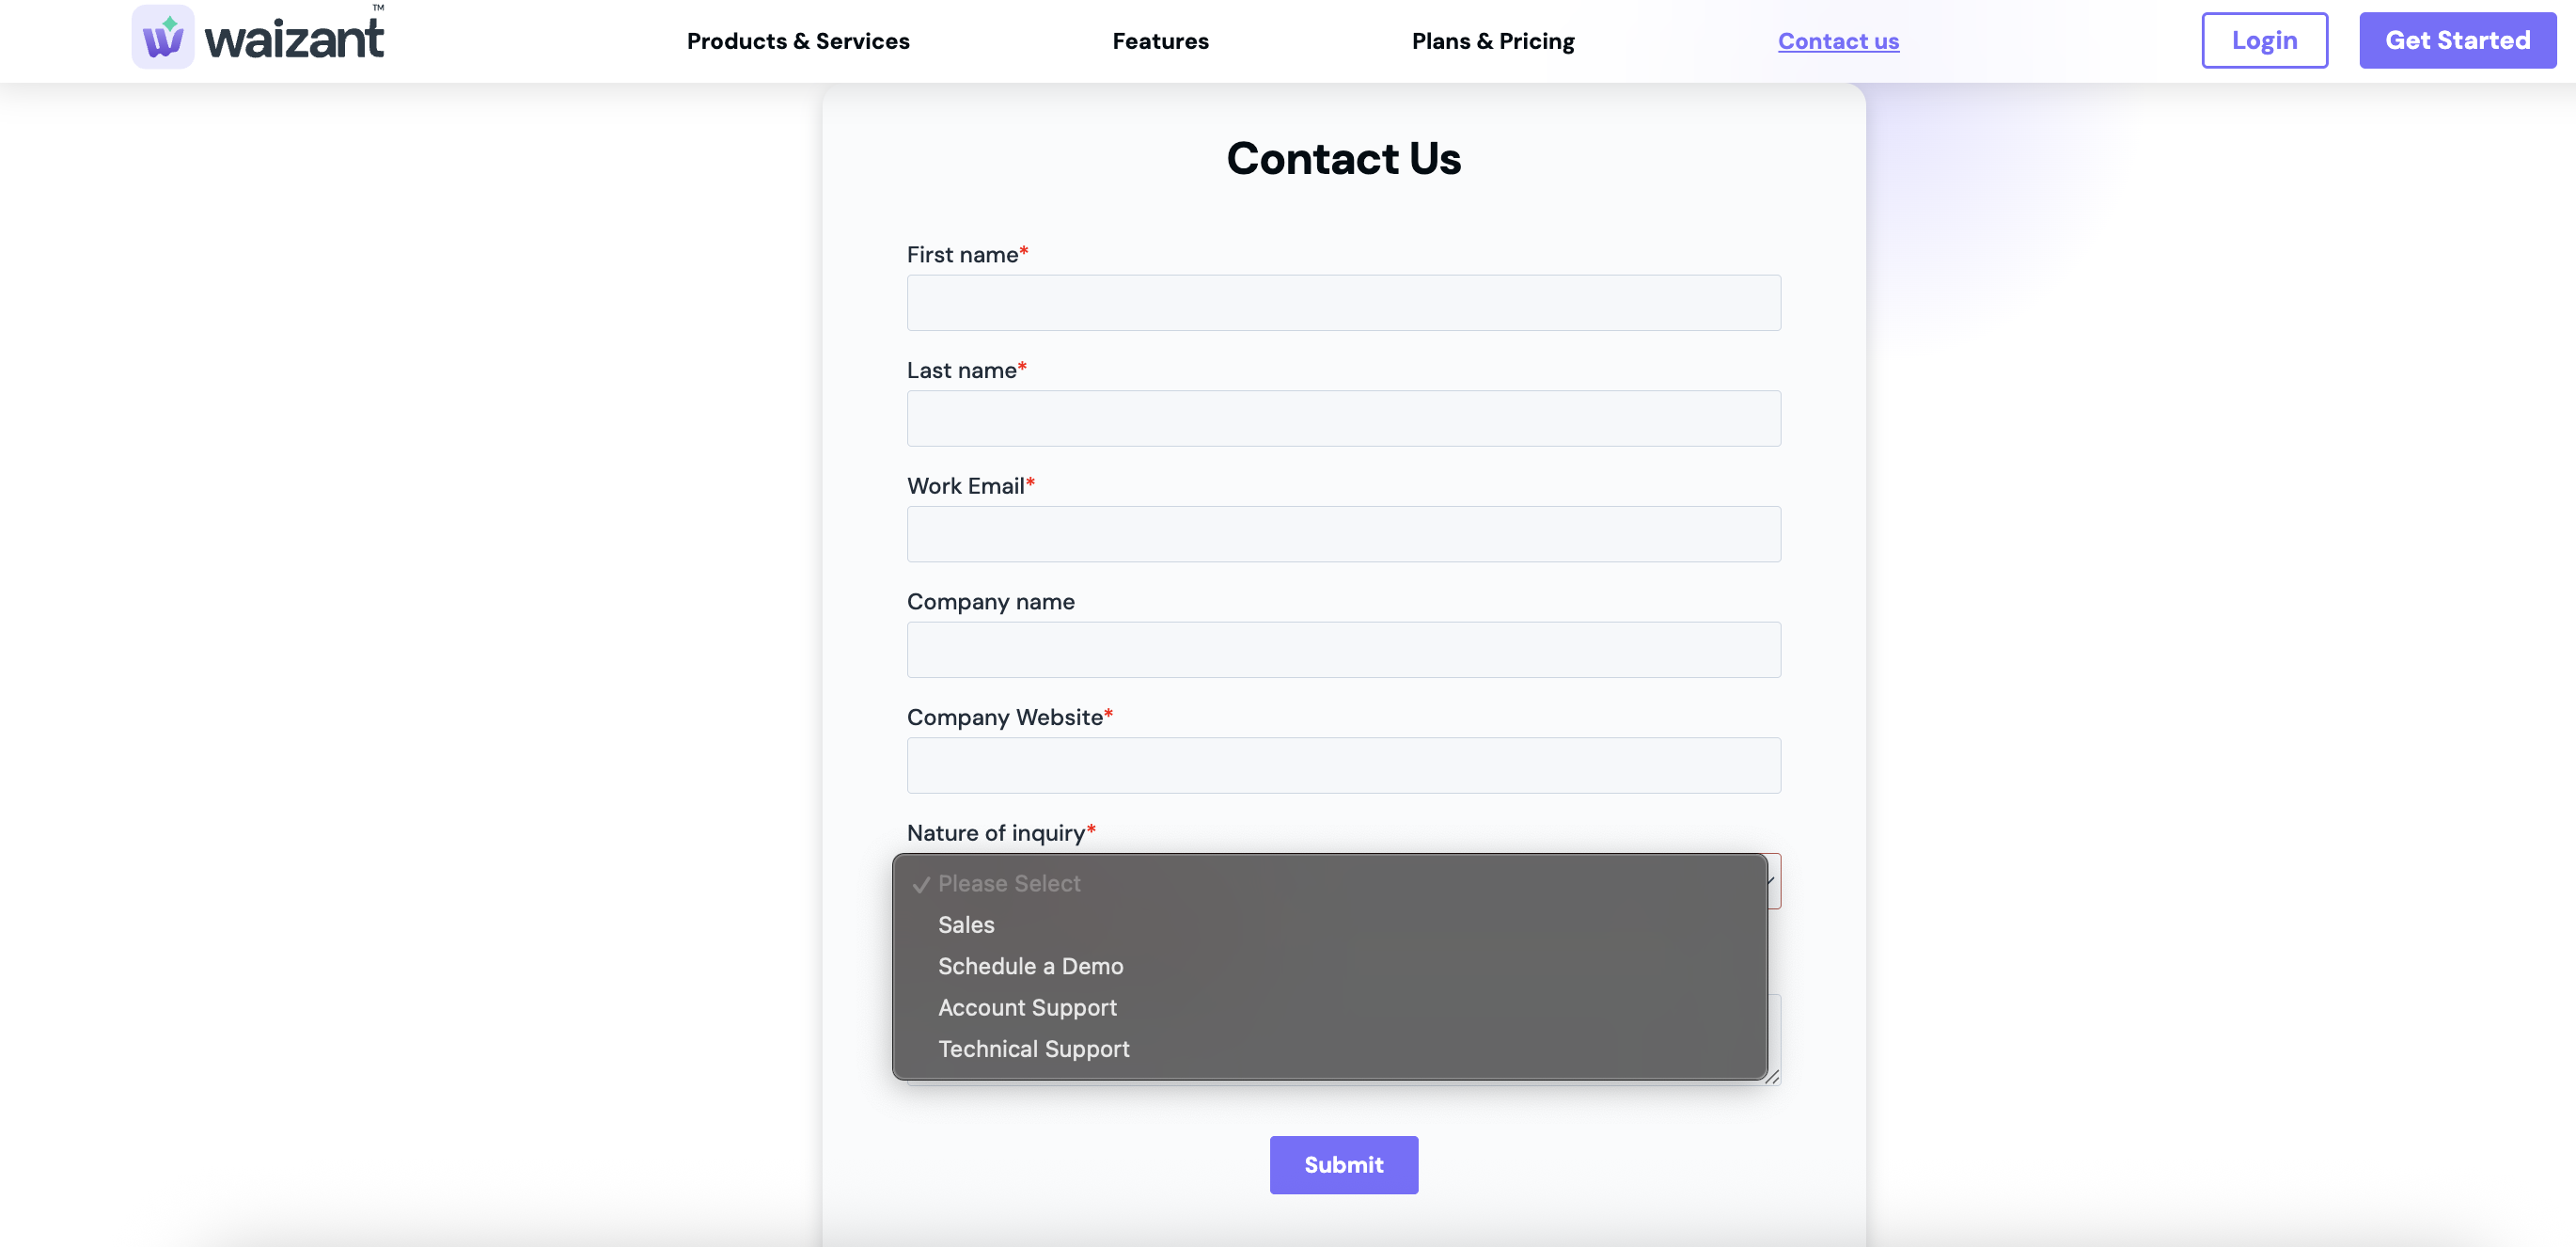 waizant™
Products & Services
Features
Plans & Pricing
Contact us
Login
Get Started
Contact Us
First name*
Last name*
Work Email*
Company name
Company Website*
Nature of inquiry*
✓ Please Select
Sales
Schedule a Demo
Account Support
Technical Support
Submit